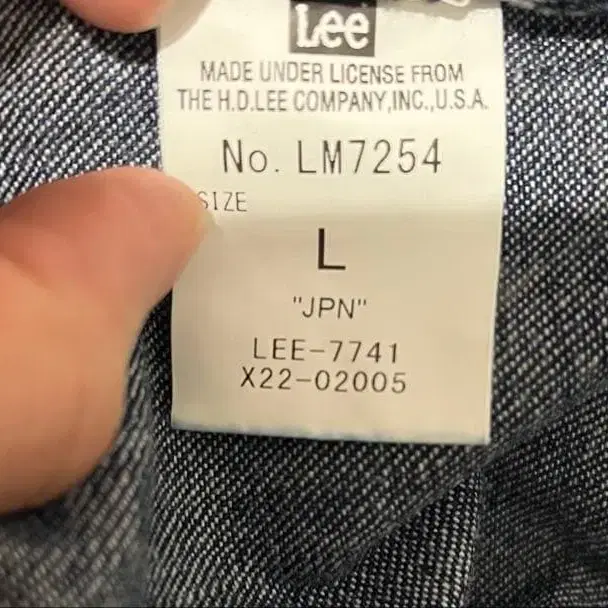 Lee
MADE UNDER LICENSE FROM
THE H.D.LEE COMPANY,INC.,U.S.A.
No. LM7254
SIZE
L
"JPN"
LEE-7741
X22-02005